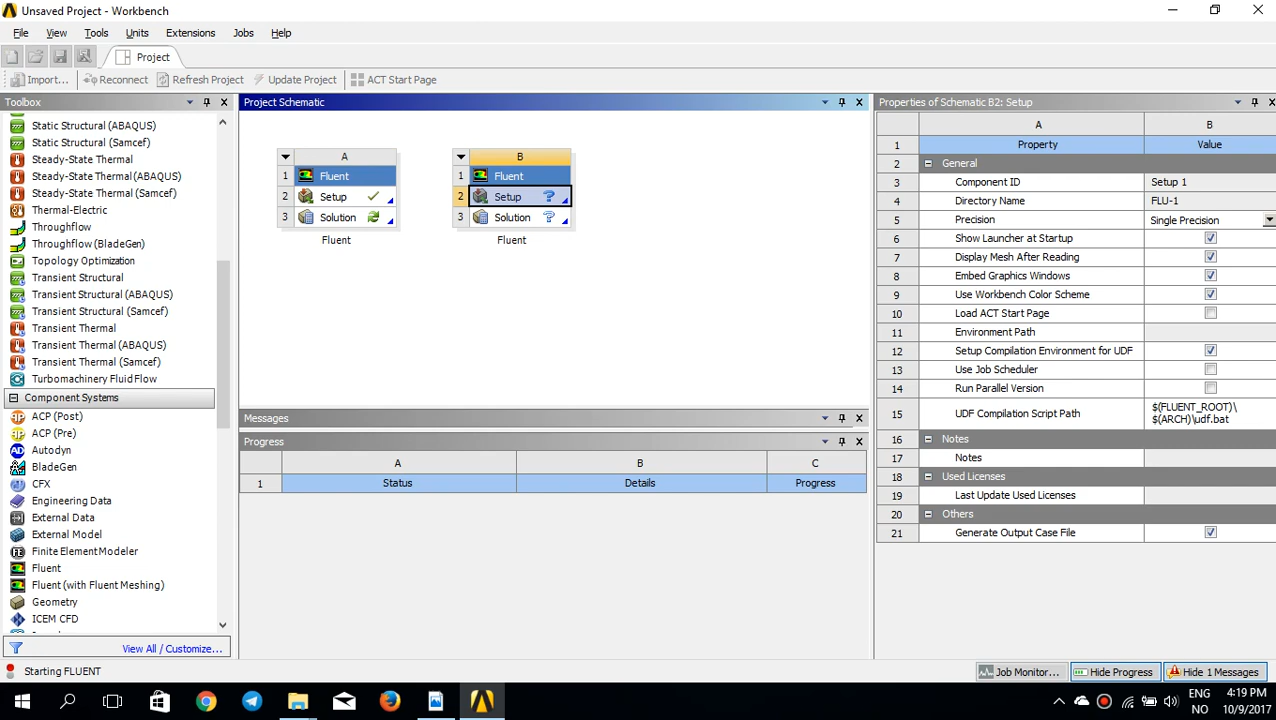 Unsaved Project - Workbench
File View Tools Units Extensions Jobs Help
Project
Import... Reconnect Refresh Project Update Project ACT Start Page
Toolbox
Static Structural (ABAQUS)
Static Structural (Samcef)
Steady-State Thermal
Steady-State Thermal (ABAQUS)
Steady-State Thermal (Samcef)
Thermal-Electric
Throughflow
Throughflow (BladeGen)
Topology Optimization
Transient Structural
Transient Structural (ABAQUS)
Transient Structural (Samcef)
Transient Thermal
Transient Thermal (ABAQUS)
Transient Thermal (Samcef)
Turbomachinery Fluid Flow
Component Systems
ACP (Post)
ACP (Pre)
Autodyn
BladeGen
CFX
Engineering Data
External Data
External Model
Finite Element Modeler
Fluent
Fluent (with Fluent Meshing)
Geometry
ICEM CFD
View All / Customize...
Project Schematic
A
1 Fluent
2 Setup
3 Solution
Fluent
B
1 Fluent
2 Setup ?
3 Solution ?
Fluent
Messages
Progress
A B C
1 Status Details Progress
Properties of Schematic B2: Setup
A B
1 Property Value
2 General
3 Component ID Setup 1
4 Directory Name FLU-1
5 Precision Single Precision
6 Show Launcher at Startup
7 Display Mesh After Reading
8 Embed Graphics Windows
9 Use Workbench Color Scheme
10 Load ACT Start Page
11 Environment Path
12 Setup Compilation Environment for UDF
13 Use Job Scheduler
14 Run Parallel Version
15 UDF Compilation Script Path $(FLUENT_ROOT)\
$(ARCH)\udf.bat
16 Notes
17 Notes
18 Used Licenses
19 Last Update Used Licenses
20 Others
21 Generate Output Case File
Starting FLUENT
Job Monitor... Hide Progress Hide 1 Messages
ENG 4:19 PM
NO 10/9/2017